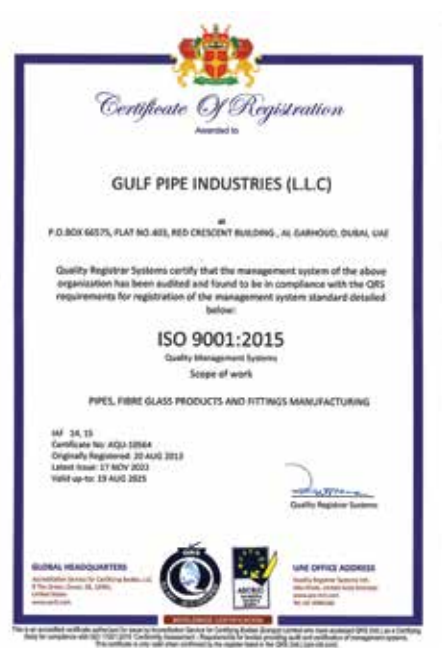 Certificate Of Registration
Awarded to
GULF PIPE INDUSTRIES (L.L.C)
at
P.O.BOX 66575, FLAT NO.403, RED CRESCENT BUILDING , AL GARHOUD, DUBAI, UAE
Quality Registrar Systems certify that the management system of the above
organization has been audited and found to be in compliance with the QRS
requirements for registration of the management system standard detailed
below:
ISO 9001:2015
Quality Management Systems
Scope of work
PIPES, FIBRE GLASS PRODUCTS AND FITTINGS MANUFACTURING
IAF 14, 15
Certificate No: AQU-10564
Originally Registered: 20 AUG 2013
Latest Issue: 17 NOV 2022
Valid up-to: 19 AUG 2025
Quality Registrar Systems
GLOBAL HEADQUARTERS
UAE OFFICE ADDRESS
QRS
ASCB(E)
WORLDWIDE CERTIFICATION